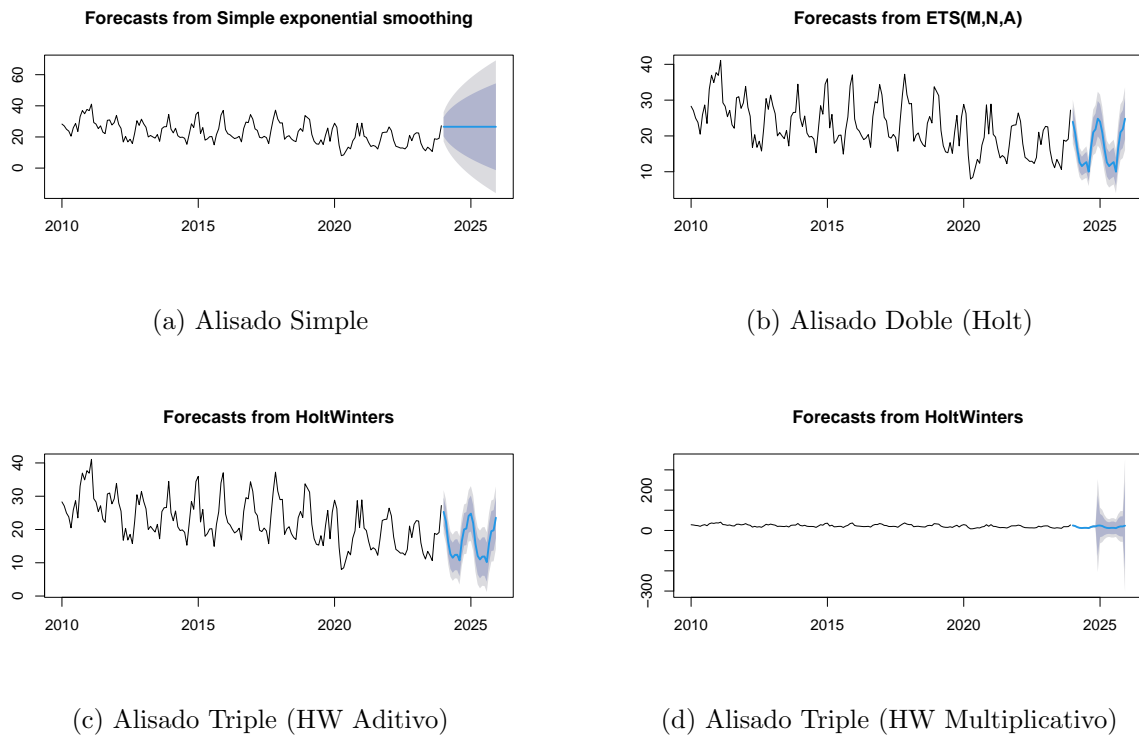 Forecasts from Simple exponential smoothing
60
40
20
0
2010 2015 2020 2025
(a) Alisado Simple
Forecasts from ETS(M,N,A)
40
30
20
10
2010 2015 2020 2025
(b) Alisado Doble (Holt)
Forecasts from HoltWinters
40
30
20
10
0
2010 2015 2020 2025
(c) Alisado Triple (HW Aditivo)
Forecasts from HoltWinters
200
0
−300
2010 2015 2020 2025
(d) Alisado Triple (HW Multiplicativo)